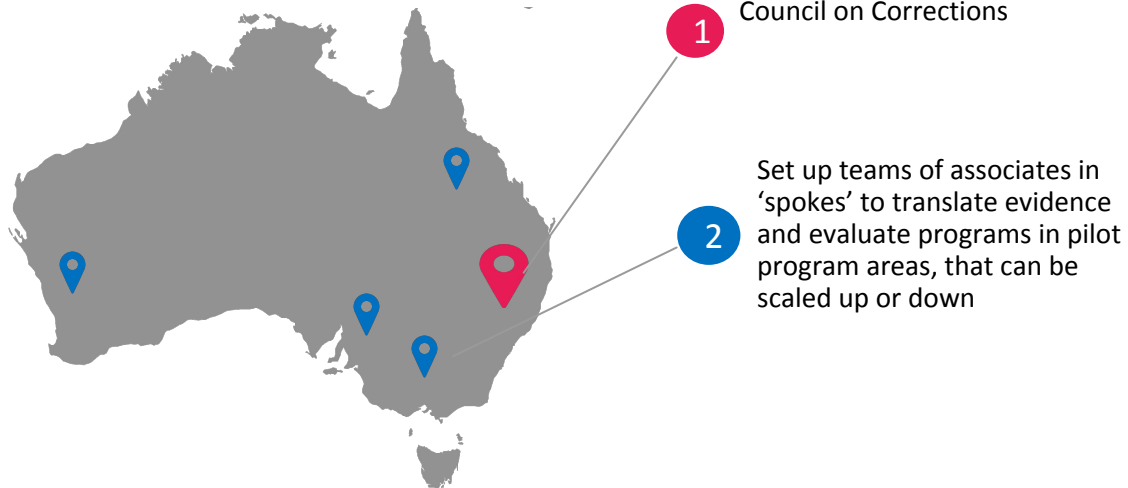 Council on Corrections
1
Set up teams of associates in
‘spokes’ to translate evidence
2
and evaluate programs in pilot
program areas, that can be
scaled up or down